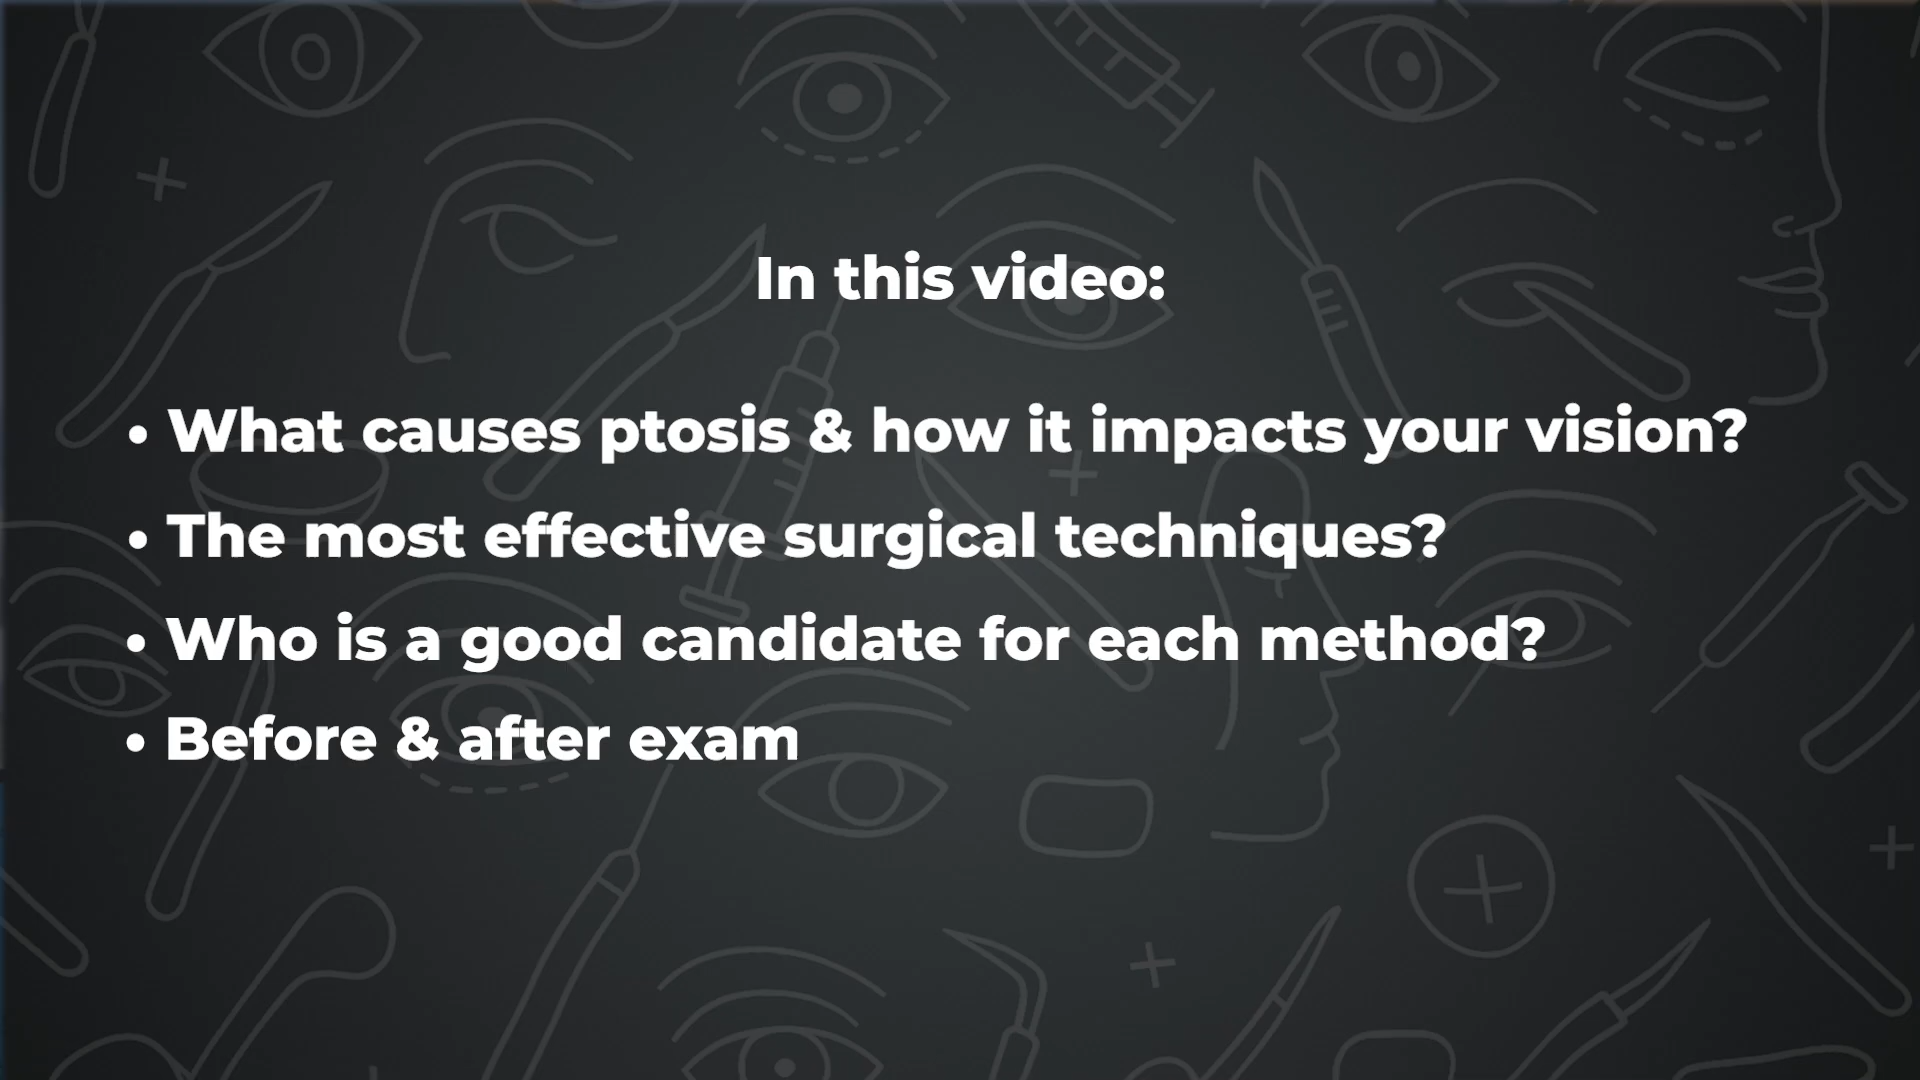 In this video:
• What causes ptosis & how it impacts your vision?
• The most effective surgical techniques?
• Who is a good candidate for each method?
• Before & after exam